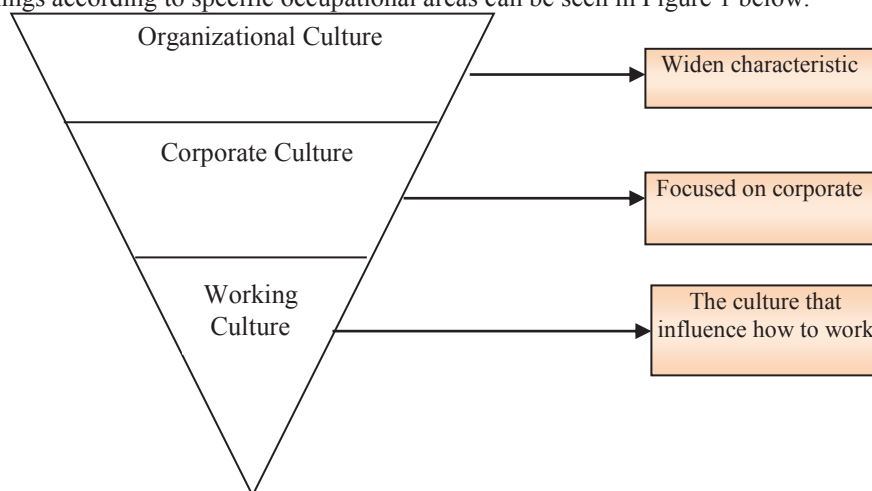 according to specific occupational areas can be seen in Figure 1 below.
Organizational Culture
Widen characteristic
Corporate Culture
Focused on corporate
Working
Culture
The culture that
influence how to work